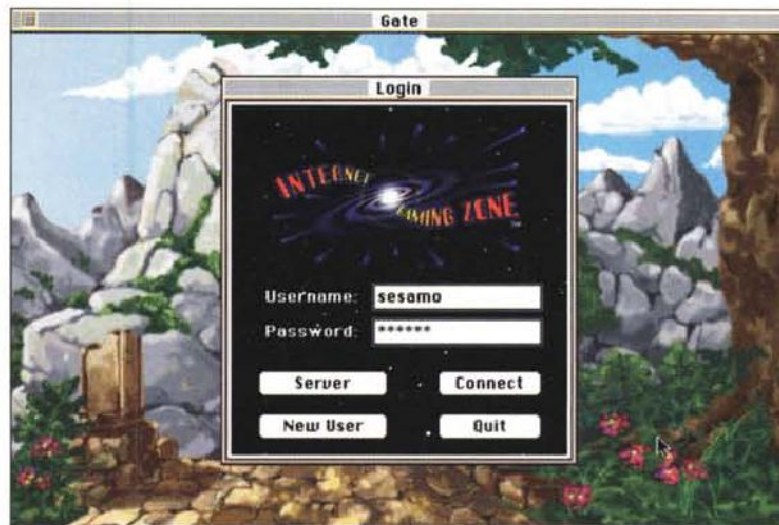 Gate
Login
INTERNET
GAMING ZONE
Username:
sesamo
Password:
******
Server
Connect
New User
Quit